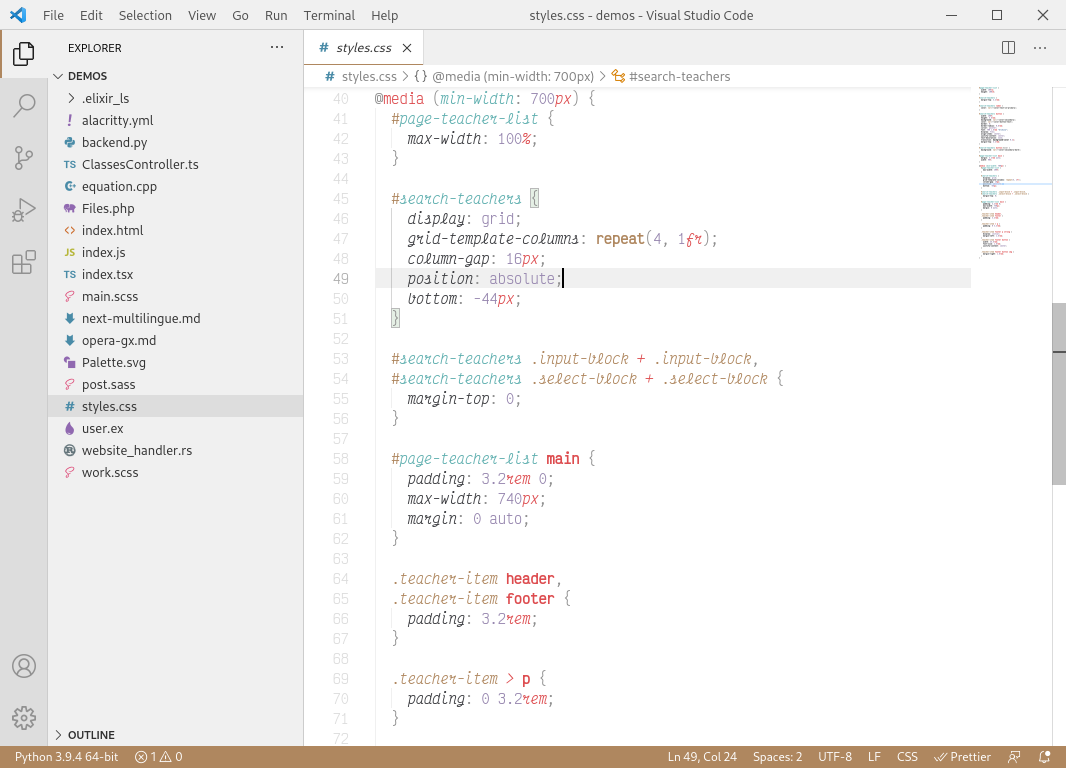 File Edit Selection View Go Run Terminal Help styles.css - demos - Visual Studio Code
EXPLORER
DEMOS
.elixir_ls
alacritty.yml
backend.py
ClassesController.ts
equation.cpp
Files.php
index.html
index.js
index.tsx
main.scss
next-multilingue.md
opera-gx.md
Palette.svg
post.sass
styles.css
user.ex
website_handler.rs
work.scss
OUTLINE
# styles.css
# styles.css > {} @media (min-width: 700px) > #search-teachers
40 @media (min-width: 700px) {
41 #page-teacher-list {
42 max-width: 100%;
43 }
44
45 #search-teachers {
46 display: grid;
47 grid-template-columns: repeat(4, 1fr);
48 column-gap: 16px;
49 position: absolute;
50 bottom: -44px;
51 }
52
53 #search-teachers .input-block + .input-block,
54 #search-teachers .select-block + .select-block {
55 margin-top: 0;
56 }
57
58 #page-teacher-list main {
59 padding: 3.2rem 0;
60 max-width: 740px;
61 margin: 0 auto;
62 }
63
64 .teacher-item header,
65 .teacher-item footer {
66 padding: 3.2rem;
67 }
68
69 .teacher-item > p {
70 padding: 0 3.2rem;
71 }
72
Python 3.9.4 64-bit 1 0 Ln 49, Col 24 Spaces: 2 UTF-8 LF CSS Prettier